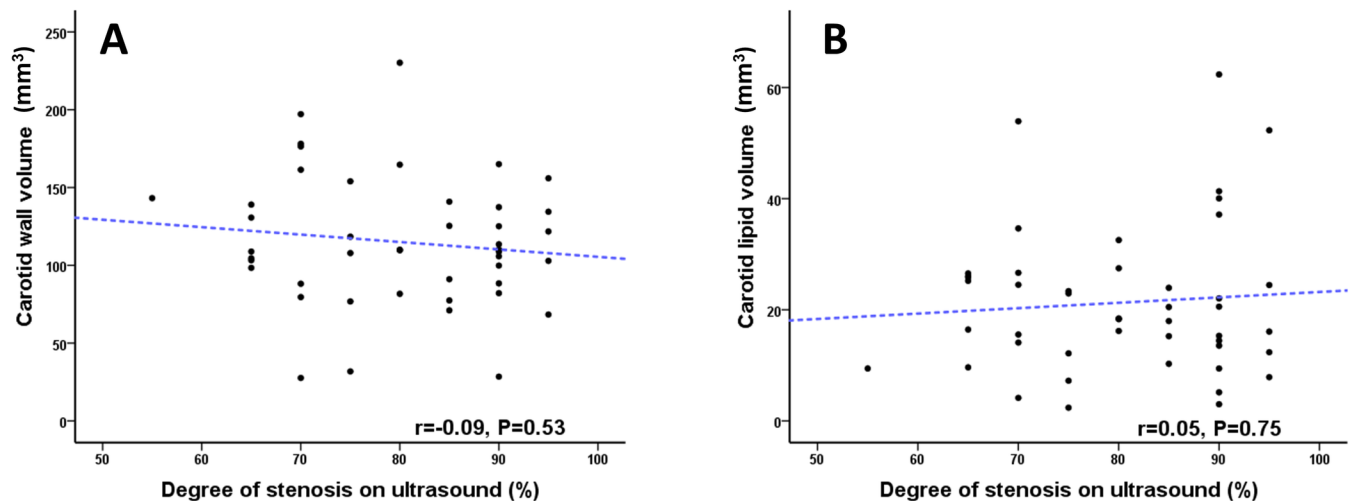 A
Carotid wall volume (mm³)
250
200
150
100
50
0
r=-0.09, P=0.53
50 60 70 80 90 100
Degree of stenosis on ultrasound (%)
B
Carotid lipid volume (mm³)
60
40
20
0
r=0.05, P=0.75
50 60 70 80 90 100
Degree of stenosis on ultrasound (%)